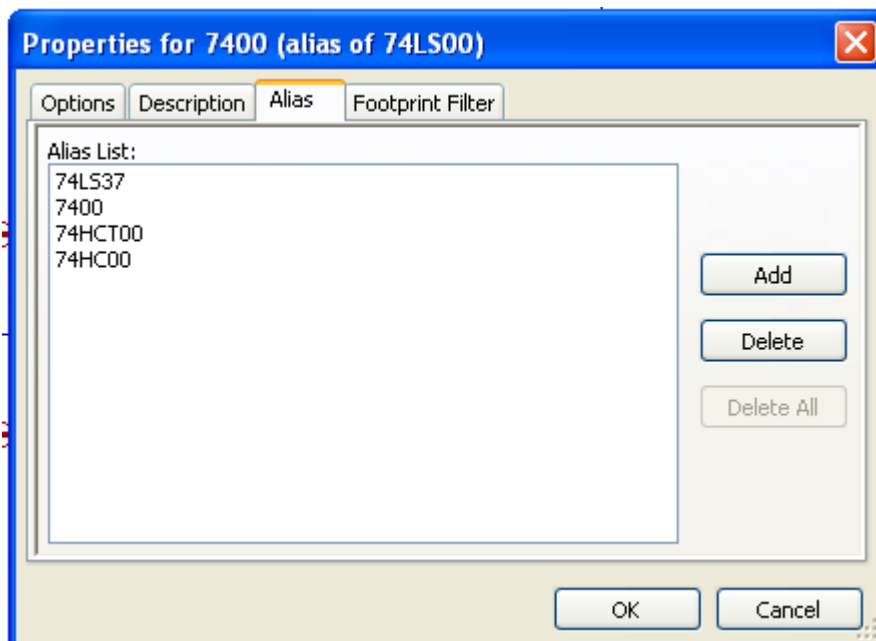 Properties for 7400 (alias of 74LS00)
Options Description Alias Footprint Filter
Alias List:
74LS37
7400
74HCT00
74HC00
Add
Delete
Delete All
OK Cancel